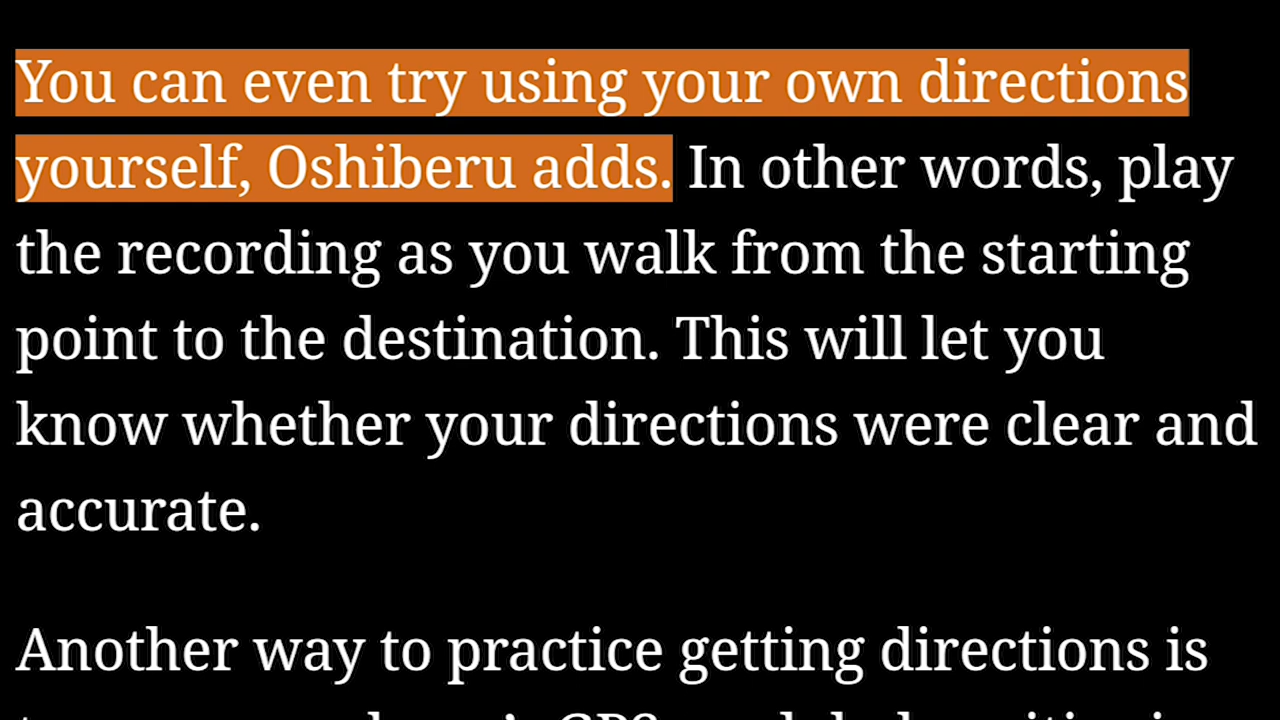 You can even try using your own directions
yourself, Oshiberu adds. In other words, play
the recording as you walk from the starting
point to the destination. This will let you
know whether your directions were clear and
accurate.
Another way to practice getting directions is